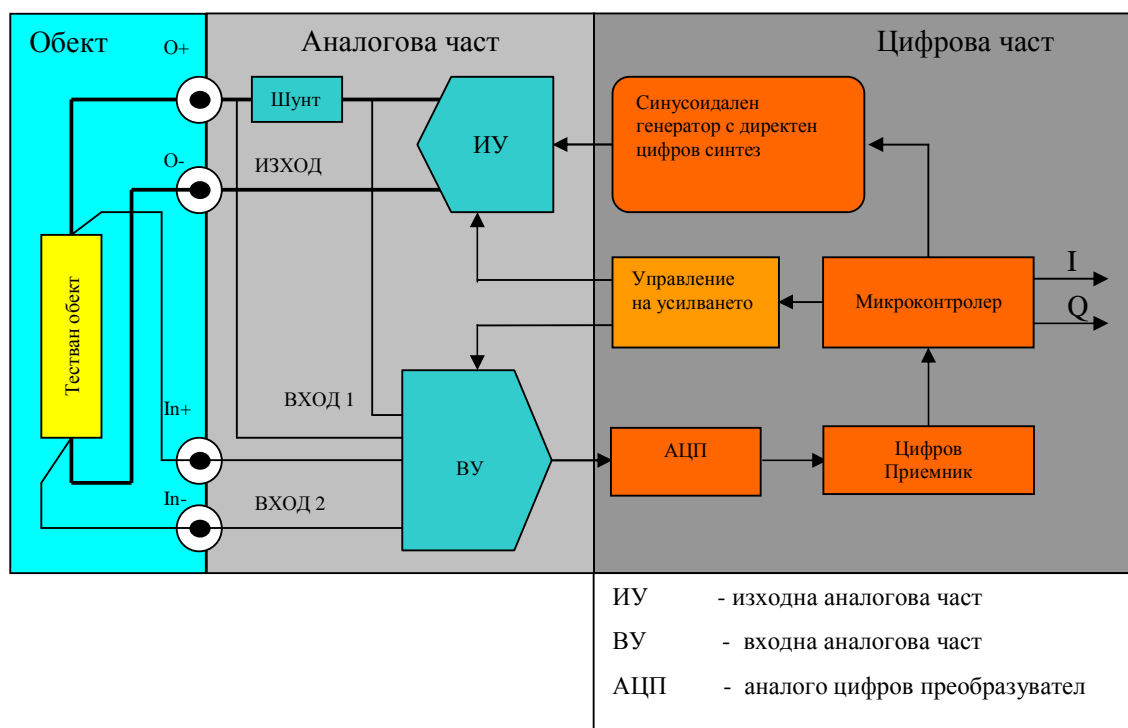 Обект
Аналогова част
Цифрова част
O+
Шунт
ИУ
Синусоидален
генератор с директен
цифров синтез
O-
ИЗХОД
Тестван обект
Управление
на усилването
Микроконтролер
I
Q
In+
ВХОД 1
ВУ
АЦП
Цифров
Приемник
In-
ВХОД 2
ИУ - изходна аналогова част
ВУ - входна аналогова част
АЦП - аналого цифров преобразувател